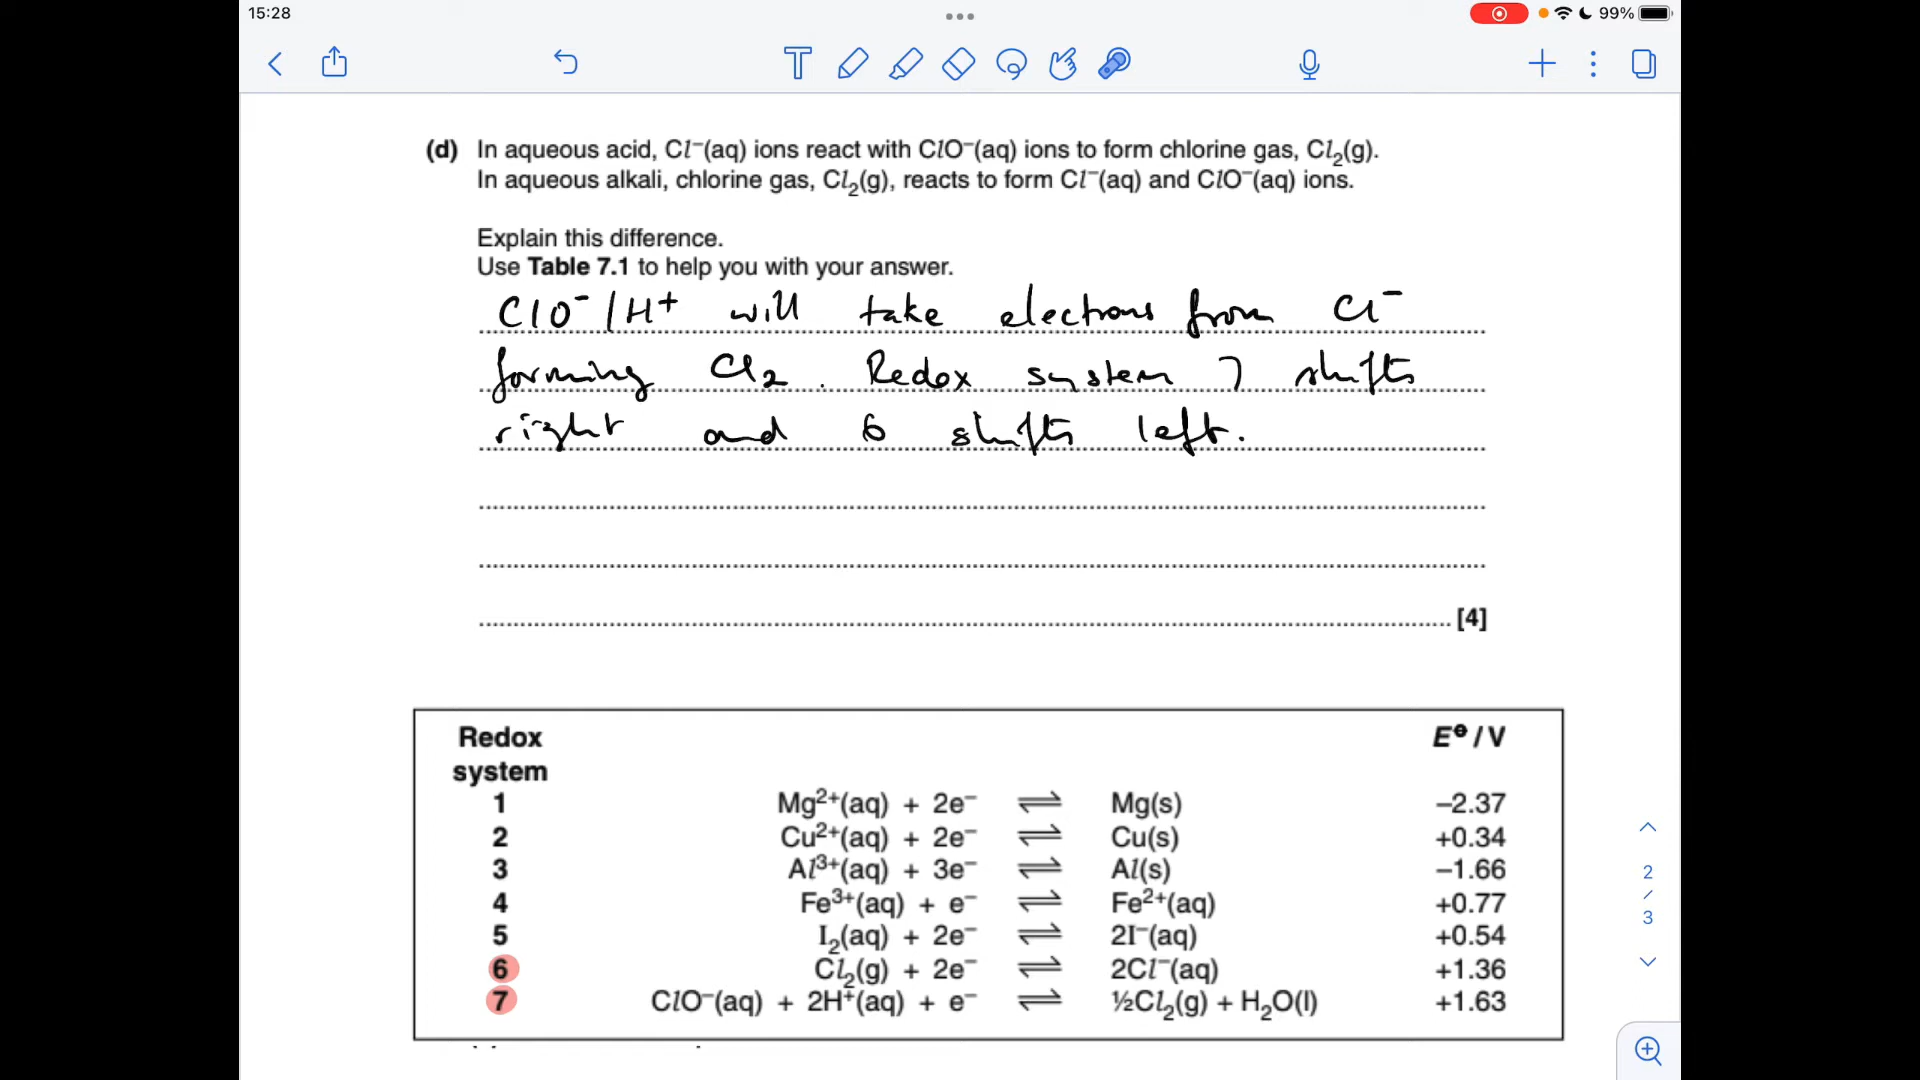 15:28
99%
(d) In aqueous acid, Cl⁻(aq) ions react with ClO⁻(aq) ions to form chlorine gas, Cl₂(g).
In aqueous alkali, chlorine gas, Cl₂(g), reacts to form Cl⁻(aq) and ClO⁻(aq) ions.
Explain this difference.
Use Table 7.1 to help you with your answer.
ClO⁻/H⁺ will take electrons from Cl⁻
forming Cl₂. Redox system 7 shifts
right and 6 shifts left.
[4]
Redox system E⦵/V
1 Mg²⁺(aq) + 2e⁻ ⇌ Mg(s) –2.37
2 Cu²⁺(aq) + 2e⁻ ⇌ Cu(s) +0.34
3 Al³⁺(aq) + 3e⁻ ⇌ Al(s) –1.66
4 Fe³⁺(aq) + e⁻ ⇌ Fe²⁺(aq) +0.77
5 I₂(aq) + 2e⁻ ⇌ 2I⁻(aq) +0.54
6 Cl₂(g) + 2e⁻ ⇌ 2Cl⁻(aq) +1.36
7 ClO⁻(aq) + 2H⁺(aq) + e⁻ ⇌ ½Cl₂(g) + H₂O(l) +1.63
2
/
3